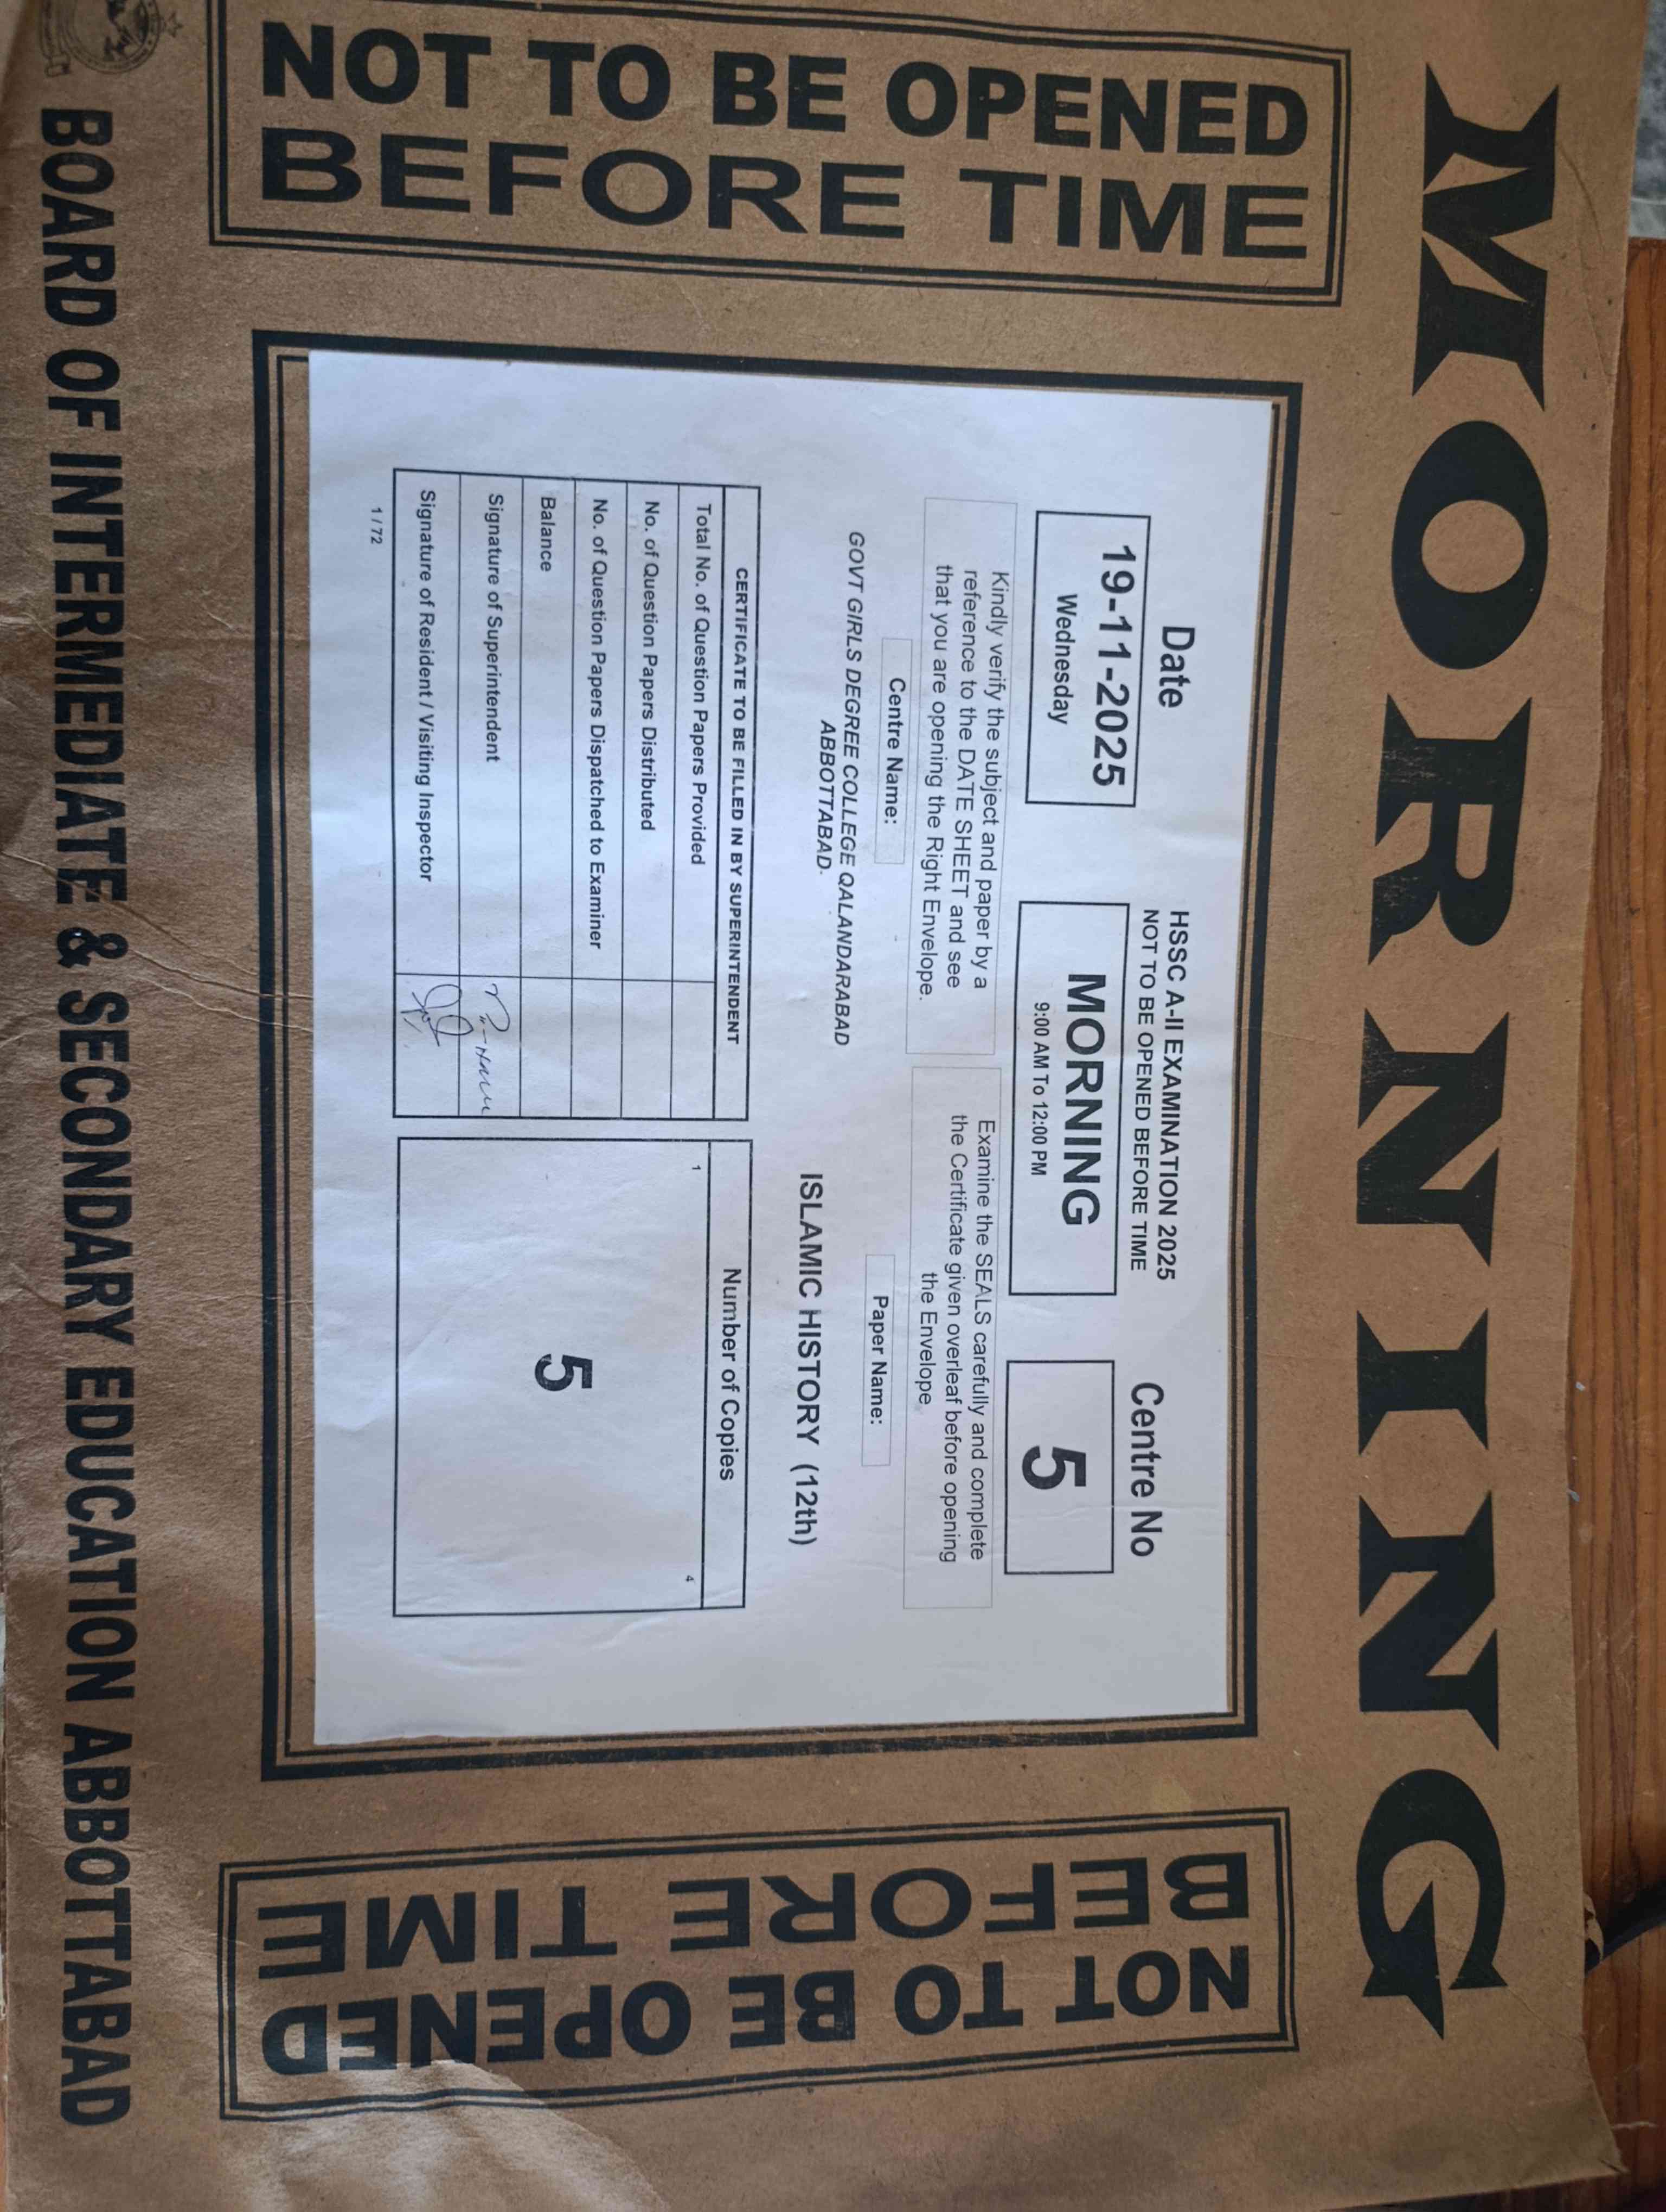 MORNING
NOT TO BE OPENED
BEFORE TIME
Date
19-11-2025
Wednesday
HSSC A-II EXAMINATION 2025
NOT TO BE OPENED BEFORE TIME
MORNING
9:00 AM To 12:00 PM
Centre No
5
Kindly verify the subject and paper by a
reference to the DATE SHEET and see
that you are opening the Right Envelope.
Examine the SEALS carefully and complete
the Certificate given overleaf before opening
the Envelope
Centre Name:
GOVT GIRLS DEGREE COLLEGE QALANDARABAD
ABBOTTABAD.
Paper Name:
ISLAMIC HISTORY (12th)
CERTIFICATE TO BE FILLED IN BY SUPERINTENDENT
Total No. of Question Papers Provided
No. of Question Papers Distributed
No. of Question Papers Dispatched to Examiner
Balance
Signature of Superintendent
Signature of Resident / Visiting Inspector
Number of Copies
1 4
5
1 / 72
NOT TO BE OPENED
BEFORE TIME
BOARD OF INTERMEDIATE & SECONDARY EDUCATION ABBOTTABAD